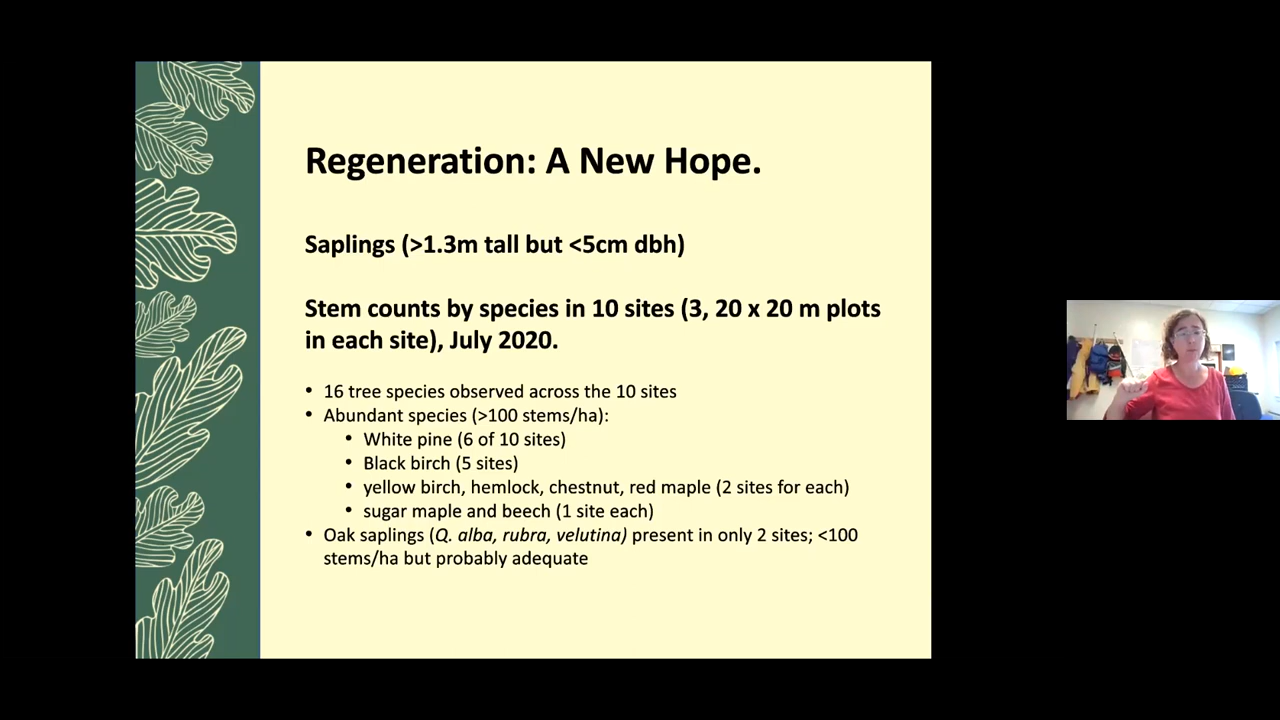 Regeneration: A New Hope.
Saplings (>1.3m tall but <5cm dbh)
Stem counts by species in 10 sites (3, 20 x 20 m plots
in each site), July 2020.
• 16 tree species observed across the 10 sites
• Abundant species (>100 stems/ha):
• White pine (6 of 10 sites)
• Black birch (5 sites)
• yellow birch, hemlock, chestnut, red maple (2 sites for each)
• sugar maple and beech (1 site each)
• Oak saplings (Q. alba, rubra, velutina) present in only 2 sites; <100
stems/ha but probably adequate